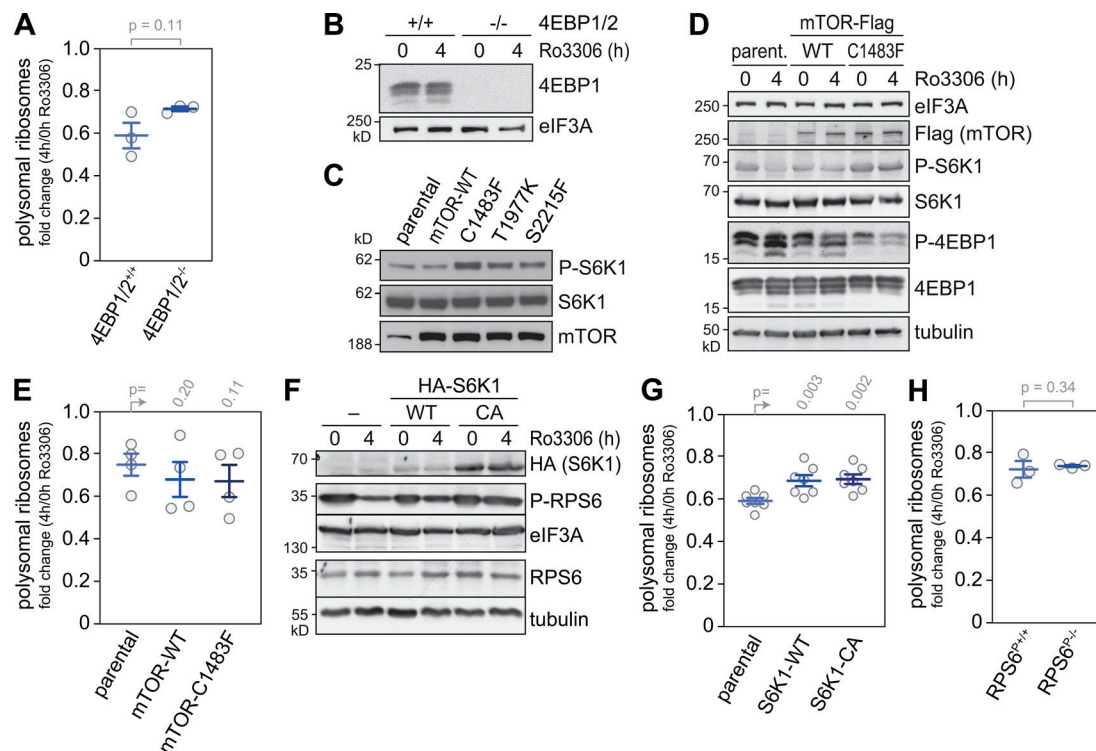 A
p = 0.11
1.0
0.8
0.6
0.4
0.2
0
polysomal ribosomes
fold change (4h/0h Ro3306)
4EBP1/2+/+
4EBP1/2-/-
B
+/+ -/- 4EBP1/2
0 4 0 4 Ro3306 (h)
25
4EBP1
250
kD
eIF3A
C
parental mTOR-WT C1483F T1977K S2215F
kD
62 P-S6K1
62 S6K1
188 mTOR
D
mTOR-Flag
parent. WT C1483F
0 4 0 4 0 4 Ro3306 (h)
250 eIF3A
250 Flag (mTOR)
70 P-S6K1
70 S6K1
P-4EBP1
15
4EBP1
15
50 tubulin
kD
E
p= 0.20 0.11
1.0
0.8
0.6
0.4
0.2
0
polysomal ribosomes
fold change (4h/0h Ro3306)
parental
mTOR-WT
mTOR-C1483F
F
HA-S6K1
– WT CA
0 4 0 4 0 4 Ro3306 (h)
70 HA (S6K1)
35 P-RPS6
eIF3A
130
35 RPS6
55 tubulin
kD
G
p= 0.003 0.002
1.0
0.8
0.6
0.4
0.2
0
polysomal ribosomes
fold change (4h/0h Ro3306)
parental
S6K1-WT
S6K1-CA
H
p = 0.34
1.0
0.8
0.6
0.4
0.2
0
polysomal ribosomes
fold change (4h/0h Ro3306)
RPS6P+/+
RPS6P-/-